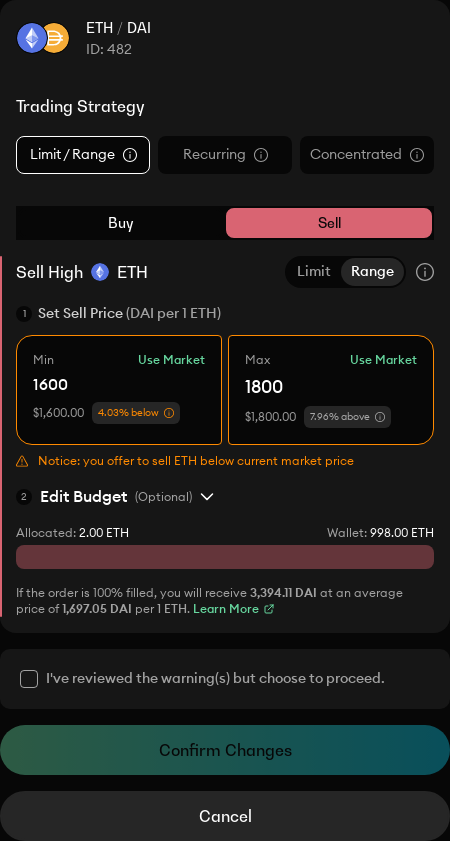 ETH / DAI
ID: 482
Trading Strategy
Limit / Range
Recurring
Concentrated
Buy
Sell
Sell High ETH
Limit
Range
1 Set Sell Price (DAI per 1 ETH)
Min
Use Market
1600
$1,600.00
4.03% below
Max
Use Market
1800
$1,800.00
7.96% above
Notice: you offer to sell ETH below current market price
2 Edit Budget (Optional)
Allocated: 2.00 ETH
Wallet: 998.00 ETH
If the order is 100% filled, you will receive 3,394.11 DAI at an average
price of 1,697.05 DAI per 1 ETH. Learn More
I've reviewed the warning(s) but choose to proceed.
Confirm Changes
Cancel